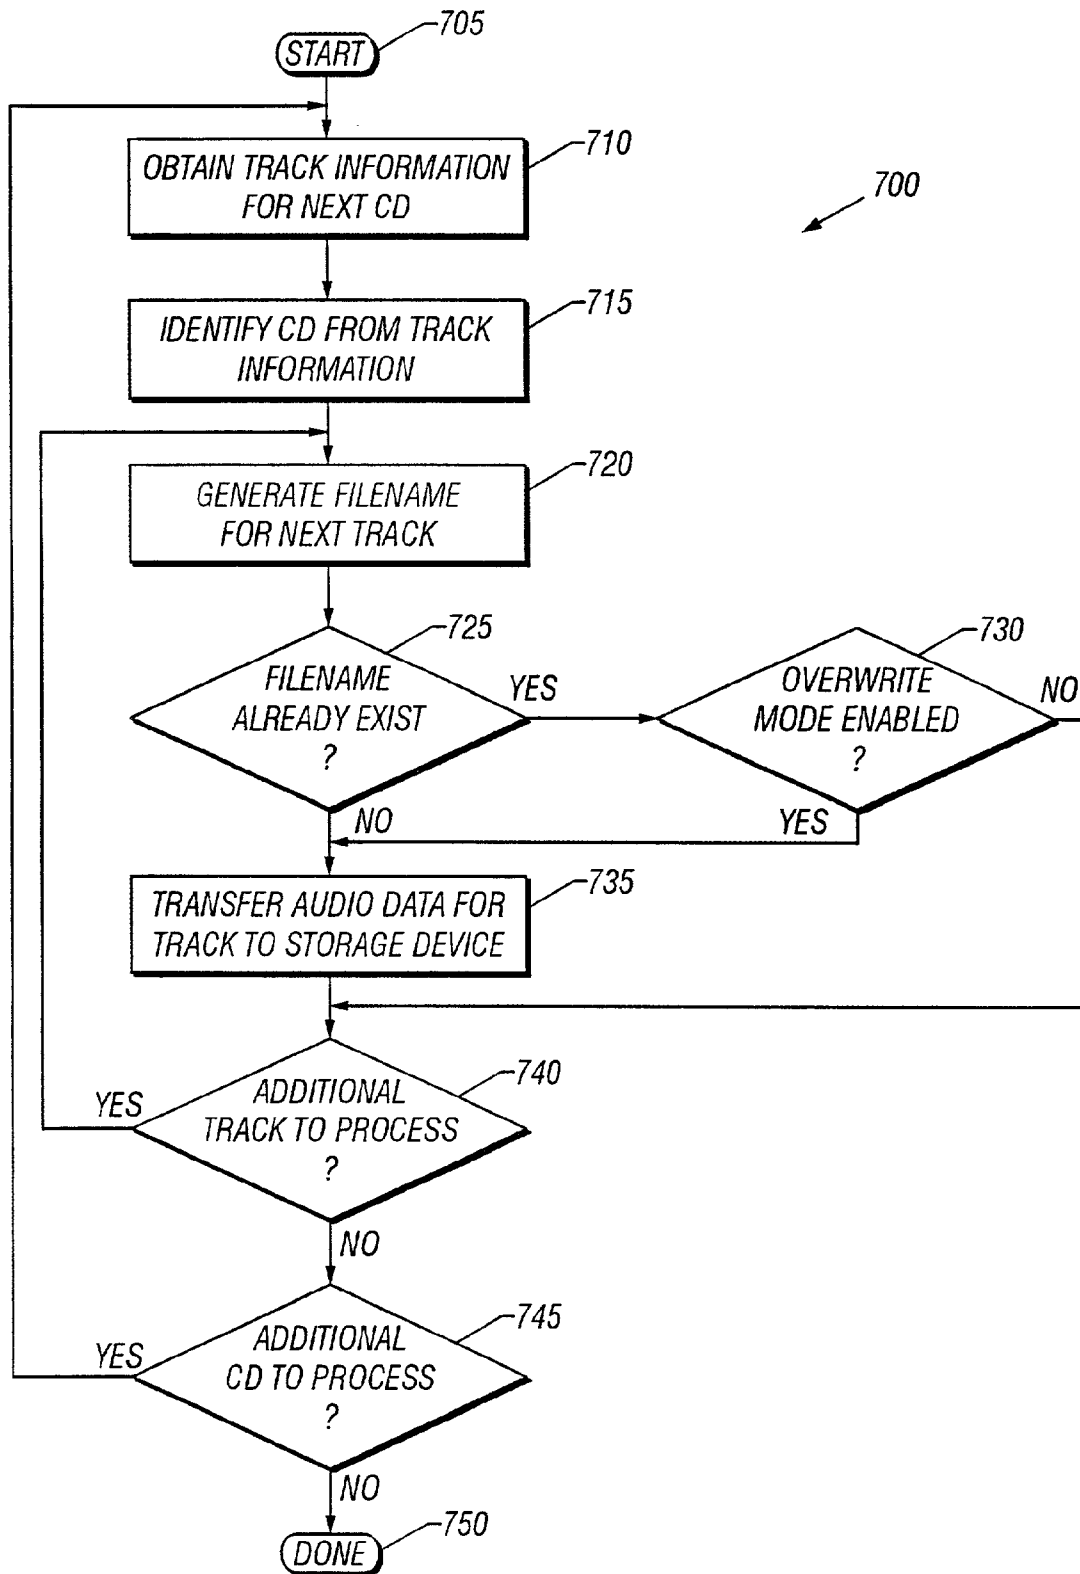 START
705
OBTAIN TRACK INFORMATION
FOR NEXT CD
710
700
IDENTIFY CD FROM TRACK
INFORMATION
715
GENERATE FILENAME
FOR NEXT TRACK
720
FILENAME
ALREADY EXIST
?
725
YES
NO
OVERWRITE
MODE ENABLED
?
730
NO
YES
TRANSFER AUDIO DATA FOR
TRACK TO STORAGE DEVICE
735
ADDITIONAL
TRACK TO PROCESS
?
740
YES
NO
ADDITIONAL
CD TO PROCESS
?
745
YES
NO
DONE
750